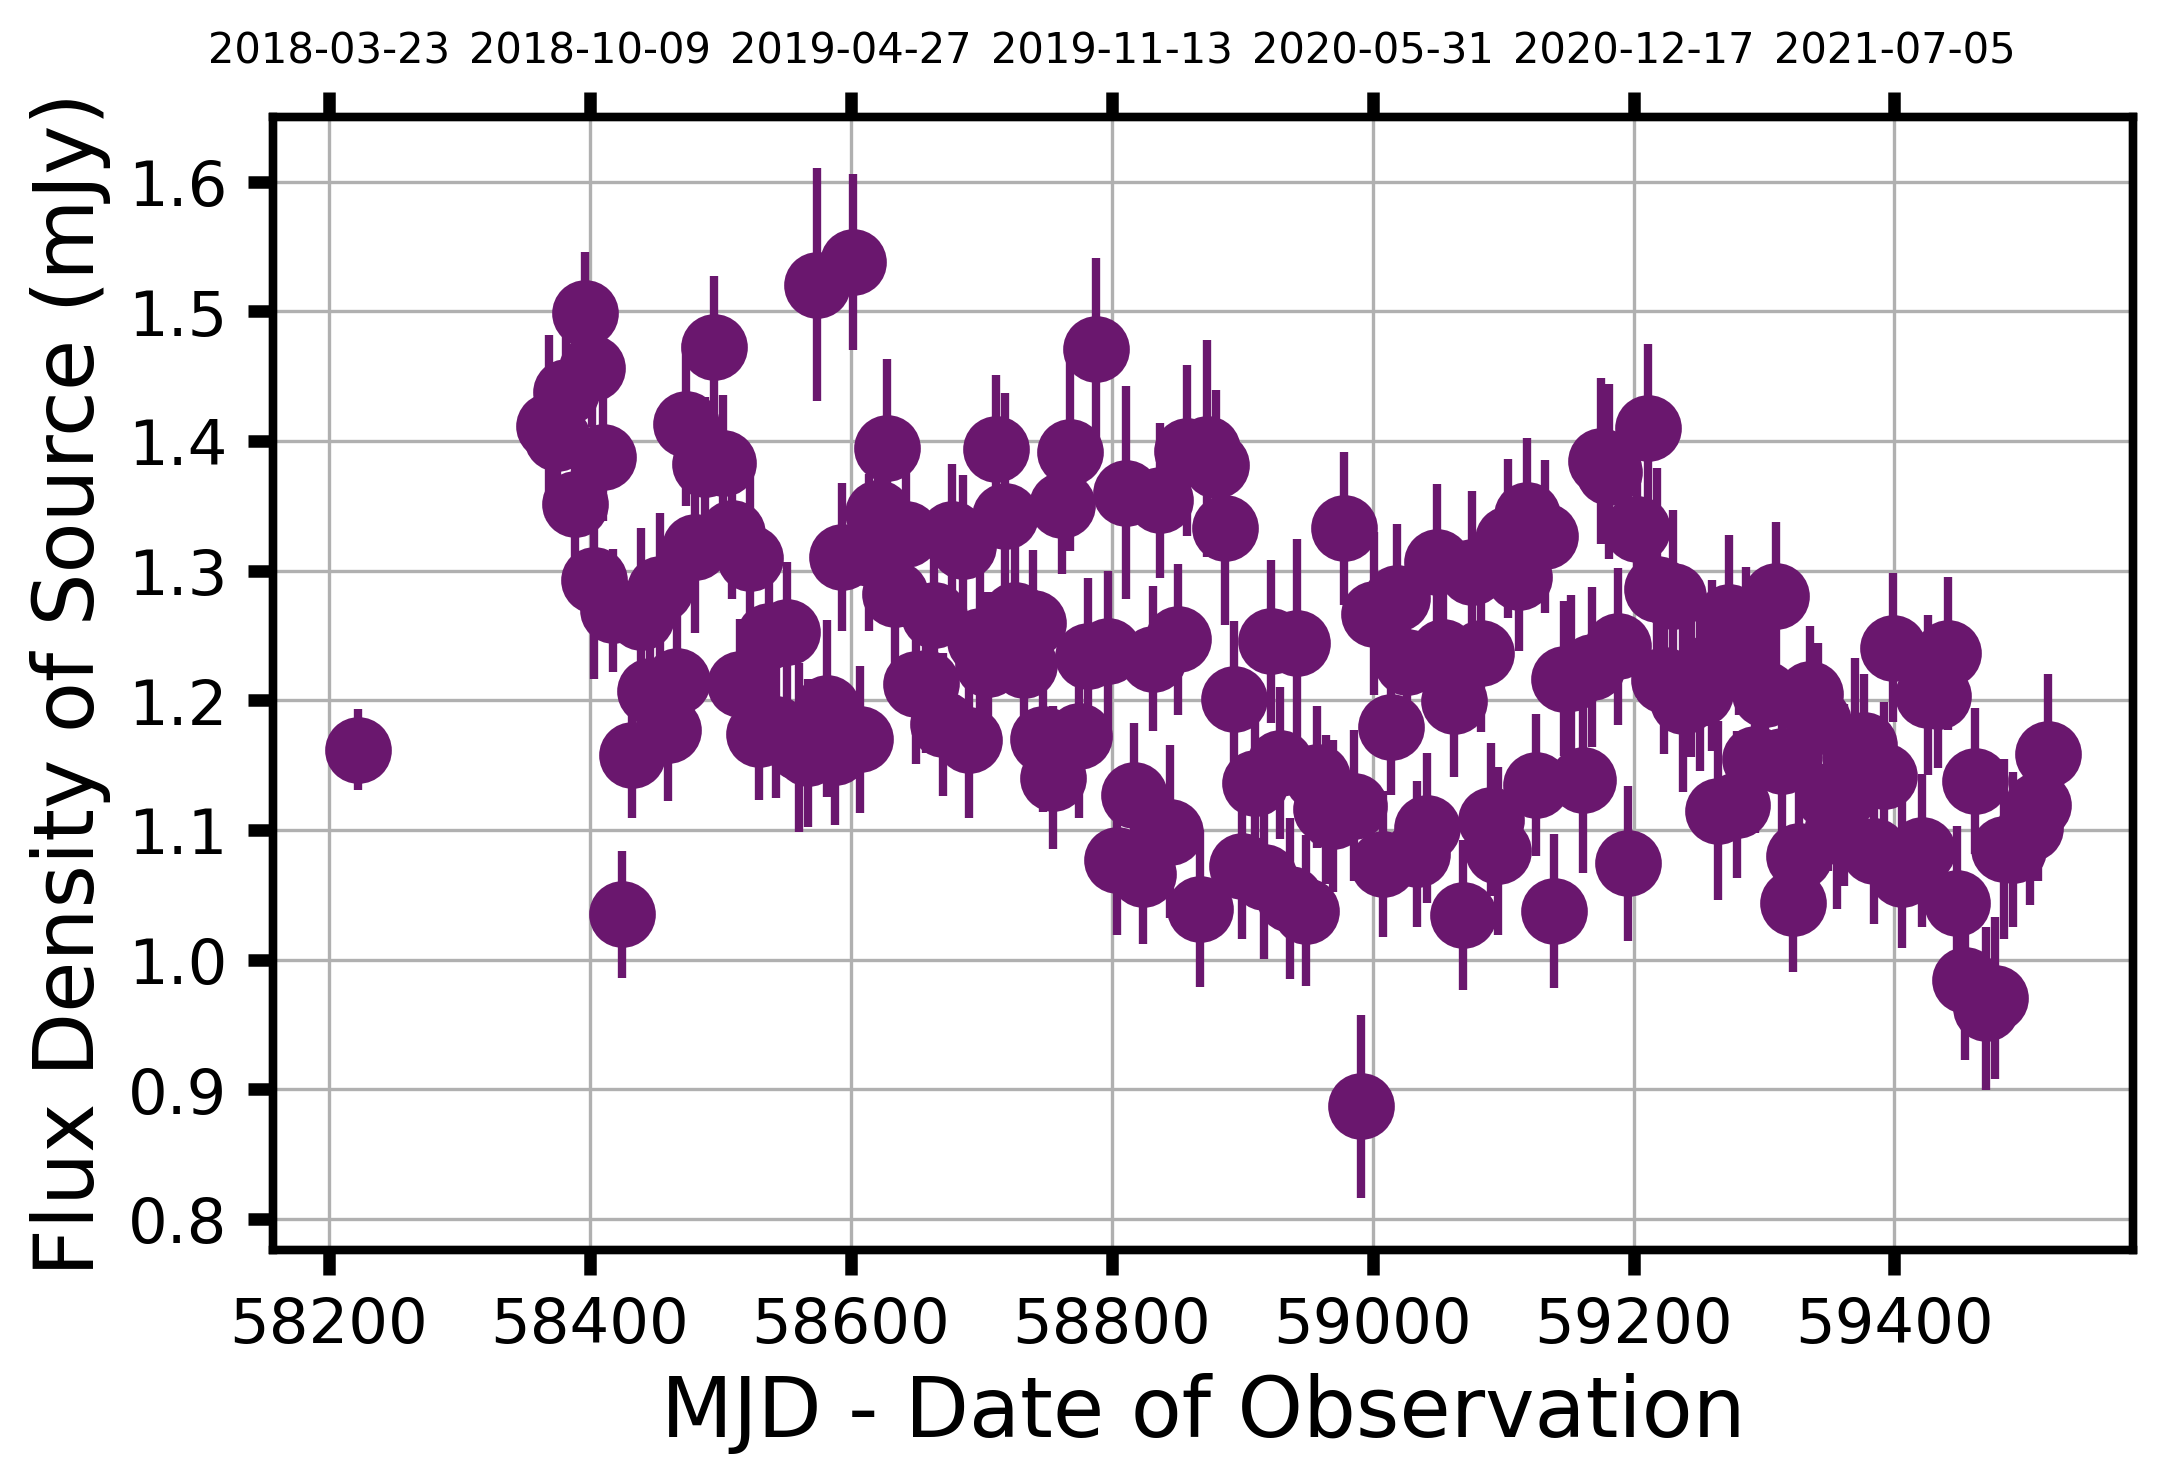 2018-03-23 2018-10-09 2019-04-27 2019-11-13 2020-05-31 2020-12-17 2021-07-05
Flux Density of Source (mJy)
1.6
1.5
1.4
1.3
1.2
1.1
1.0
0.9
0.8
58200 58400 58600 58800 59000 59200 59400
MJD - Date of Observation